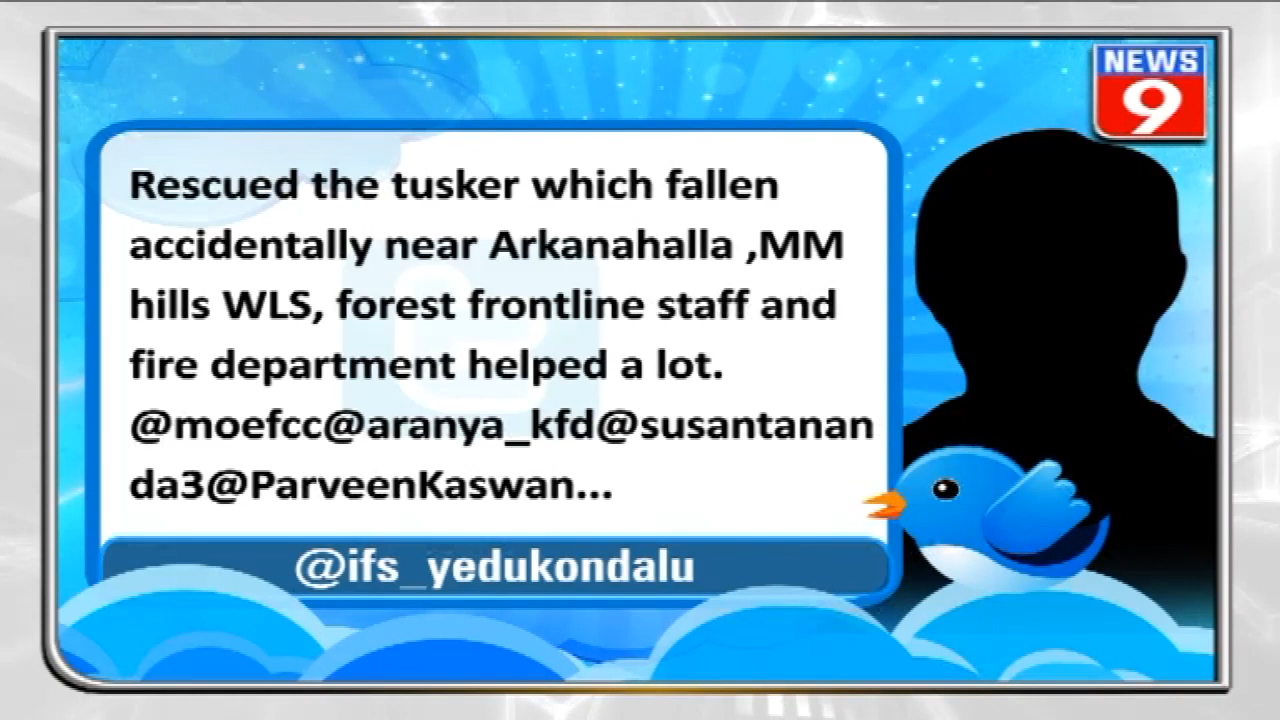 NEWS
9
Rescued the tusker which fallen
accidentally near Arkanahalla ,MM
hills WLS, forest frontline staff and
fire department helped a lot.
@moefcc@aranya_kfd@susantanan
da3@ParveenKaswan...
@ifs_yedukondalu